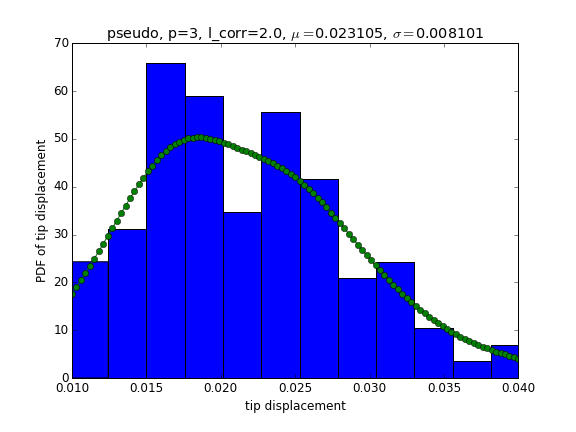 pseudo, p=3, l_corr=2.0, μ=0.023105, σ=0.008101
70
60
50
40
30
20
10
0
PDF of tip displacement
0.010 0.015 0.020 0.025 0.030 0.035 0.040
tip displacement